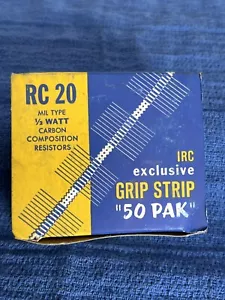 RC 20
MIL TYPE
½ WATT
CARBON
COMPOSITION
RESISTORS
IRC
exclusive
GRIP STRIP
"50 PAK"